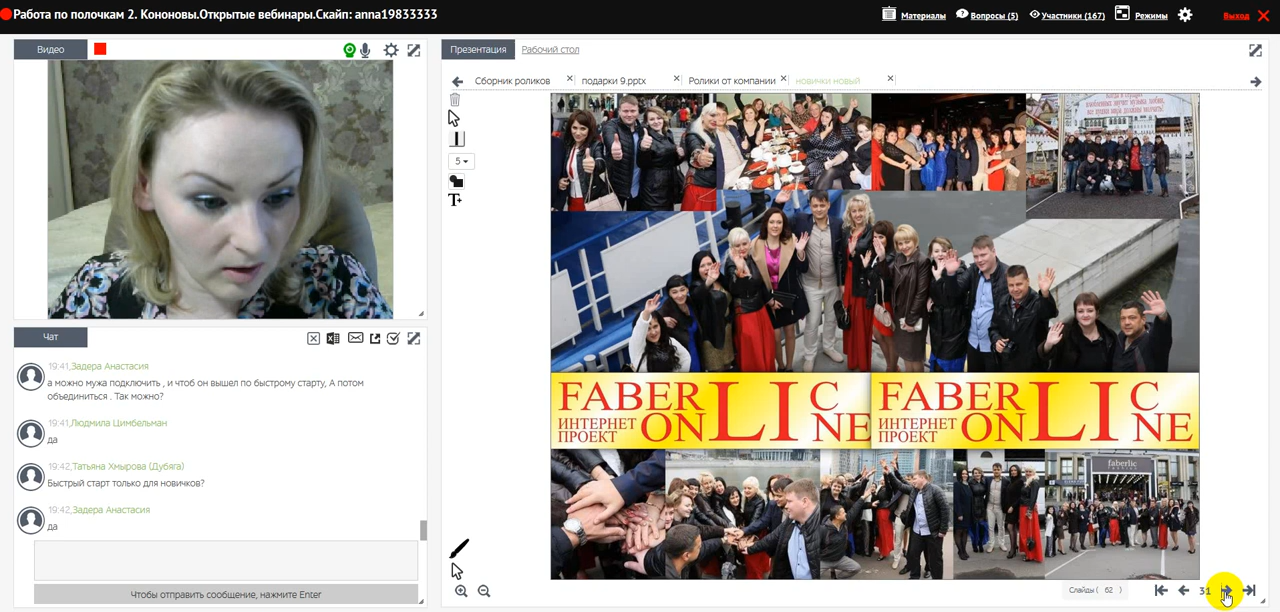 Работа по полочкам 2. Кононовы.Открытые вебинары.Скайп: anna19833333
Материалы
Вопросы (5)
Участники (167)
Режимы
Выход
Видео
Презентация
Рабочий стол
Сборник роликов
подарки 9.pptx
Ролики от компании
новички новый
5
T+
FABERLIC
ИНТЕРНЕТ ПРОЕКТ
ONLINE
FABERLIC
ИНТЕРНЕТ ПРОЕКТ
ONLINE
faberlic
Чат
19:41,Задера Анастасия
а можно мужа подключить , и чтоб он вышел по быстрому старту, А потом
объединиться . Так можно?
19:41,Людмила Цимбельман
да
19:42,Татьяна Хмырова (Дубяга)
Быстрый старт только для новичков?
19:42,Задера Анастасия
да
Чтобы отправить сообщение, нажмите Enter
Слайды ( 62 )
31